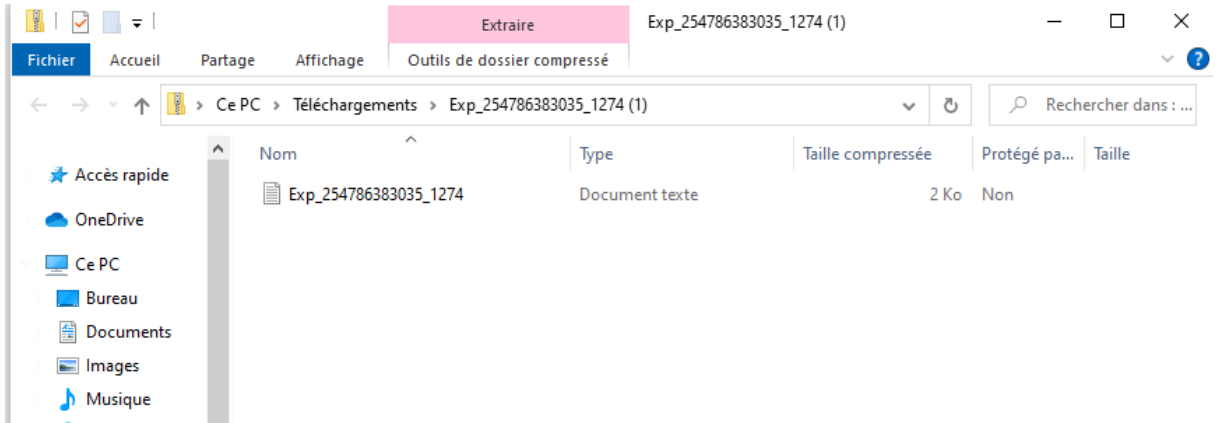 Extraire
Exp_254786383035_1274 (1)
Fichier
Accueil
Partage
Affichage
Outils de dossier compressé
Ce PC > Téléchargements > Exp_254786383035_1274 (1)
Rechercher dans : ...
Nom
Type
Taille compressée
Protégé pa...
Taille
Exp_254786383035_1274
Document texte
2 Ko
Non
Accès rapide
OneDrive
Ce PC
Bureau
Documents
Images
Musique